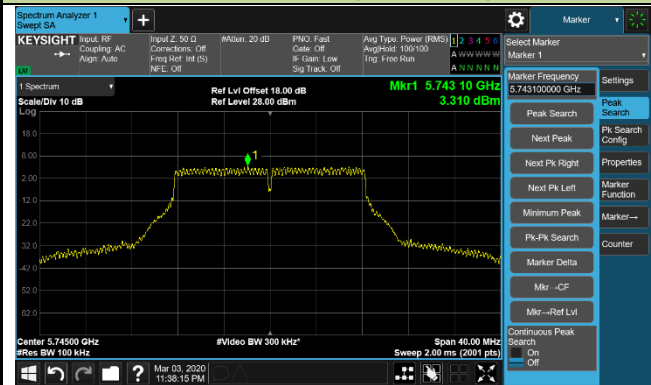 Spectrum Analyzer 1
Swept SA
Marker
KEYSIGHT
Input: RF
Coupling: AC
Align: Auto
Input Z: 50 Ω
Corrections: Off
Freq Ref: Int (S)
NFE: Off
#Atten: 20 dB
PNO: Fast
Gate: Off
IF Gain: Low
Sig Track: Off
Avg Type: Power (RMS)
Avg|Hold: 100/100
Trig: Free Run
1 2 3 4 5 6
A W W W W W
A N N N N N
LXI
Select Marker
Marker 1
1 Spectrum
Scale/Div 10 dB
Log
Ref Lvl Offset 18.00 dB
Ref Level 28.00 dBm
Mkr1 5.743 10 GHz
3.310 dBm
18.0
8.00
-2.00
-12.0
-22.0
-32.0
-42.0
-52.0
-62.0
1
Center 5.74500 GHz
#Res BW 100 kHz
#Video BW 300 kHz*
Span 40.00 MHz
Sweep 2.00 ms (2001 pts)
Marker Frequency
5.743100000 GHz
Peak Search
Next Peak
Next Pk Right
Next Pk Left
Minimum Peak
Pk-Pk Search
Marker Delta
Mkr→CF
Mkr→Ref Lvl
Continuous Peak
Search
On
Off
Settings
Peak
Search
Pk Search
Config
Properties
Marker
Function
Marker→
Counter
?
Mar 03, 2020
11:38:15 PM